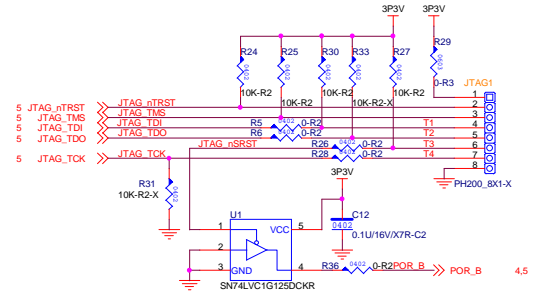 3P3V 3P3V
R24 R25 R30 R33 R27 R29
0402 0402 0402 0402 0402 0603
10K-R2 10K-R2 10K-R2-X 10K-R2 0-R3
JTAG1
5 JTAG_nTRST JTAG_nTRST 1
5 JTAG_TMS JTAG_TMS 2
5 JTAG_TDI JTAG_TDI R5 0402 0-R2 T1 3
5 JTAG_TDO JTAG_TDO R6 0402 0-R2 T2 4
JTAG_nSRST R26 0402 0-R2 T3 5
5 JTAG_TCK JTAG_TCK R28 0402 0-R2 T4 6
7
8
PH200_8X1-X
3P3V
R31
10K-R2-X
0402
U1
1 VCC 5
2
3 GND 4
SN74LVC1G125DCKR
C12
0402
0.1U/16V/X7R-C2
R36 0402 0-R2 POR_B POR_B 4,5